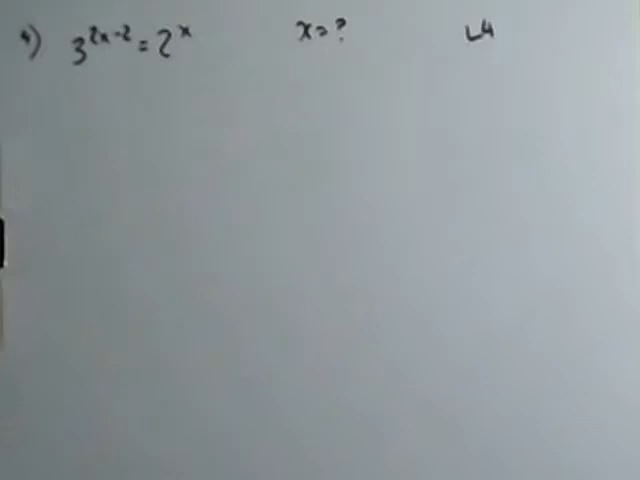 4) 3^{2x-2} = 2^x x=? L4